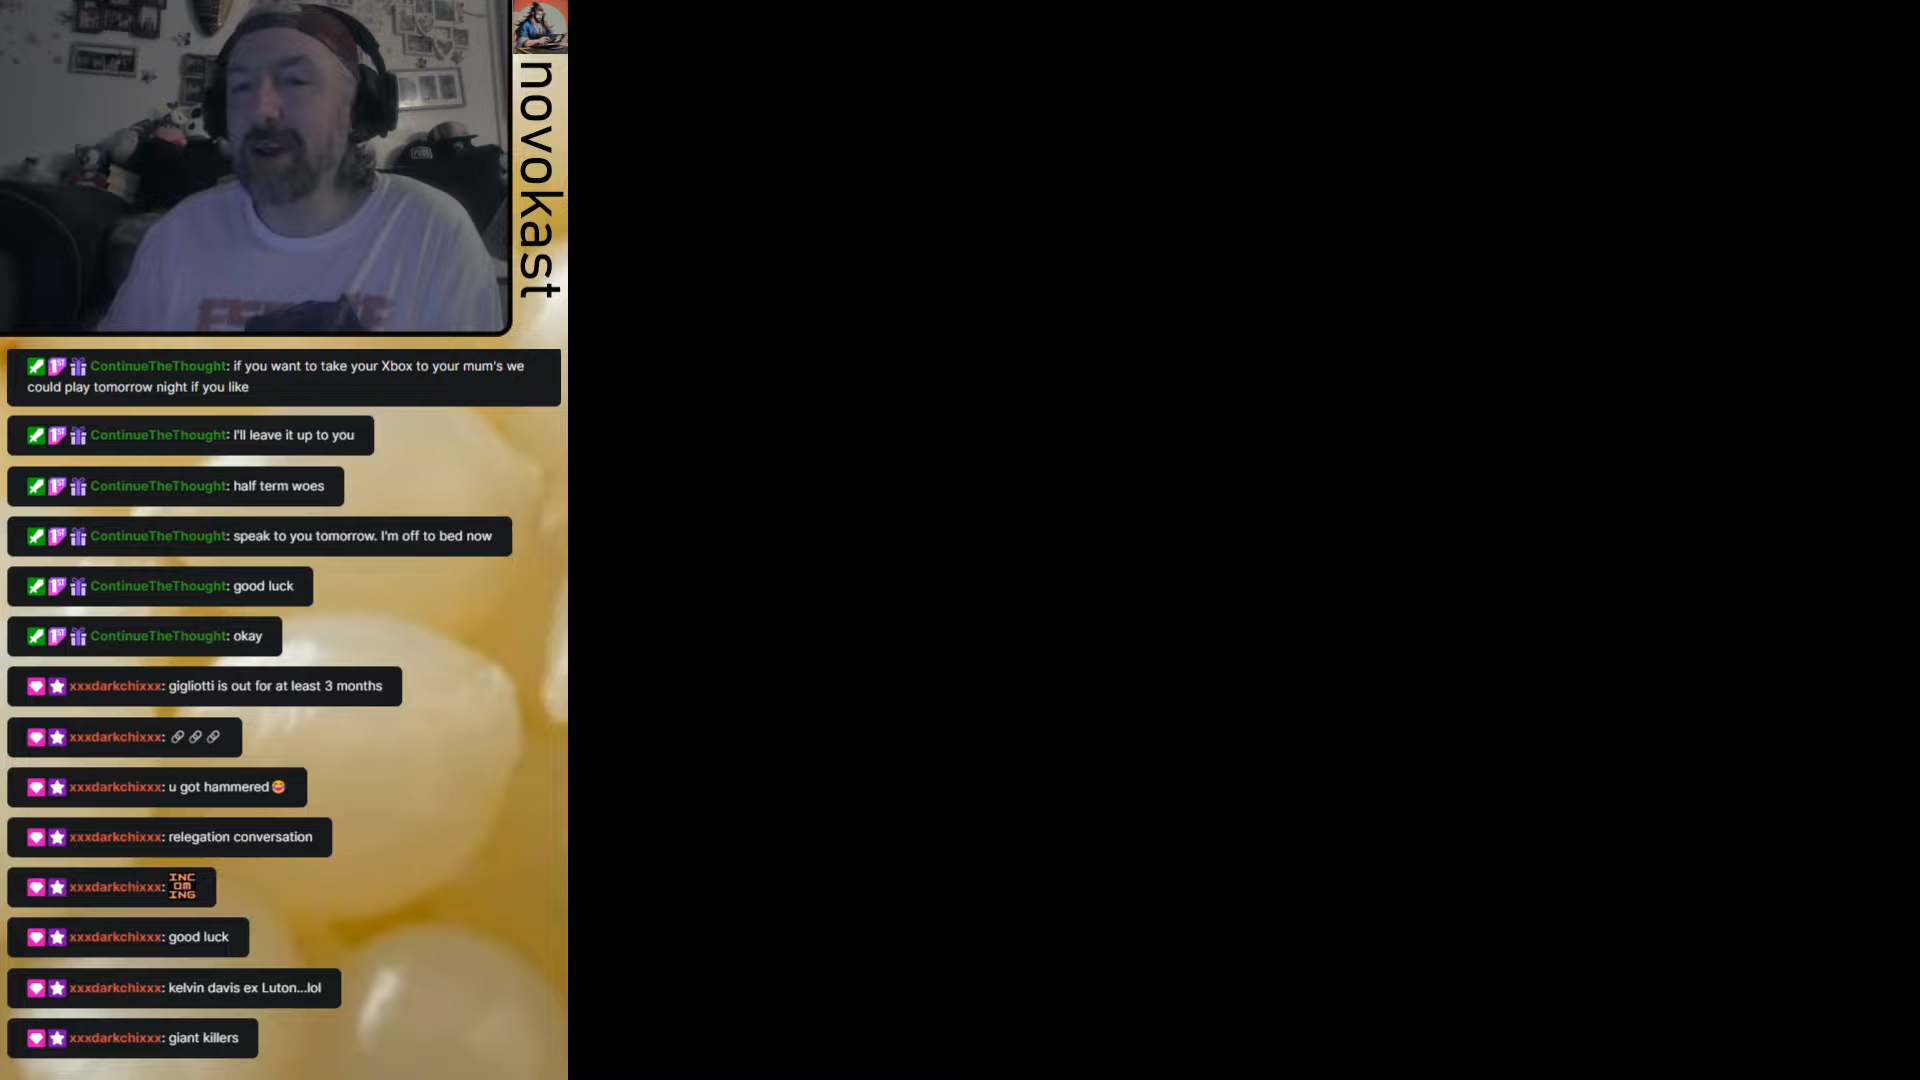 novokast
ContinueTheThought: if you want to take your Xbox to your mum's we
could play tomorrow night if you like
ContinueTheThought: I'll leave it up to you
ContinueTheThought: half term woes
ContinueTheThought: speak to you tomorrow. I'm off to bed now
ContinueTheThought: good luck
ContinueTheThought: okay
xxxdarkchixxx: gigliotti is out for at least 3 months
xxxdarkchixxx: 🔗 🔗 🔗
xxxdarkchixxx: u got hammered😂
xxxdarkchixxx: relegation conversation
xxxdarkchixxx: INC
OM
ING
xxxdarkchixxx: good luck
xxxdarkchixxx: kelvin davis ex Luton...lol
xxxdarkchixxx: giant killers